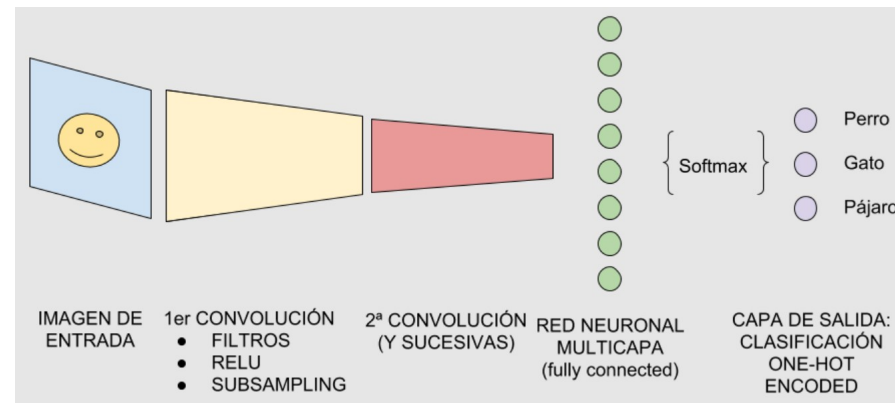 Perro
Softmax
Gato
Pájaro
IMAGEN DE
ENTRADA
1er CONVOLUCIÓN
● FILTROS
● RELU
● SUBSAMPLING
2ª CONVOLUCIÓN
(Y SUCESIVAS)
RED NEURONAL
MULTICAPA
(fully connected)
CAPA DE SALIDA:
CLASIFICACIÓN
ONE-HOT
ENCODED